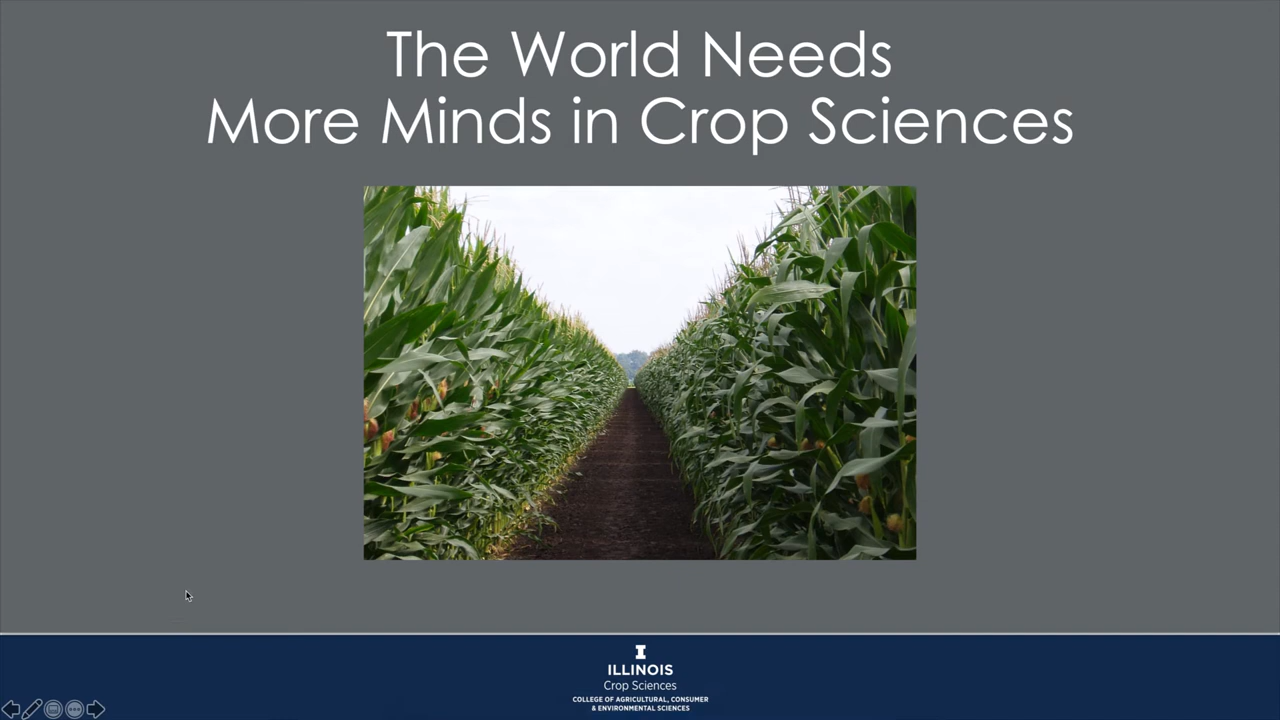 The World Needs
More Minds in Crop Sciences
I
ILLINOIS
Crop Sciences
COLLEGE OF AGRICULTURAL, CONSUMER
& ENVIRONMENTAL SCIENCES